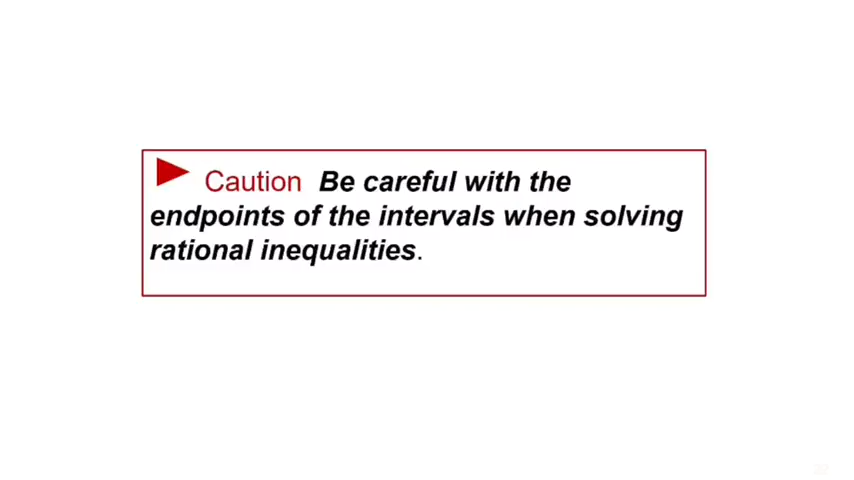 Caution Be careful with the
endpoints of the intervals when solving
rational inequalities.